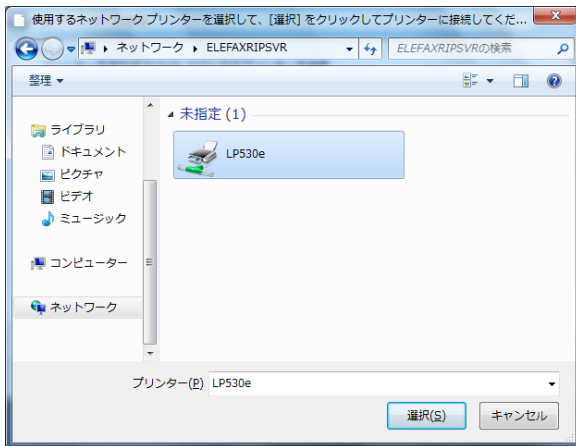 使用するネットワーク プリンターを選択して、[選択] をクリックしてプリンターに接続してくだ...
ネットワーク ▸ ELEFAXRIPSVR
ELEFAXRIPSVRの検索
整理
未指定 (1)
LP530e
ライブラリ
ドキュメント
ピクチャ
ビデオ
ミュージック
コンピューター
ネットワーク
プリンター(P) LP530e
選択(S) キャンセル